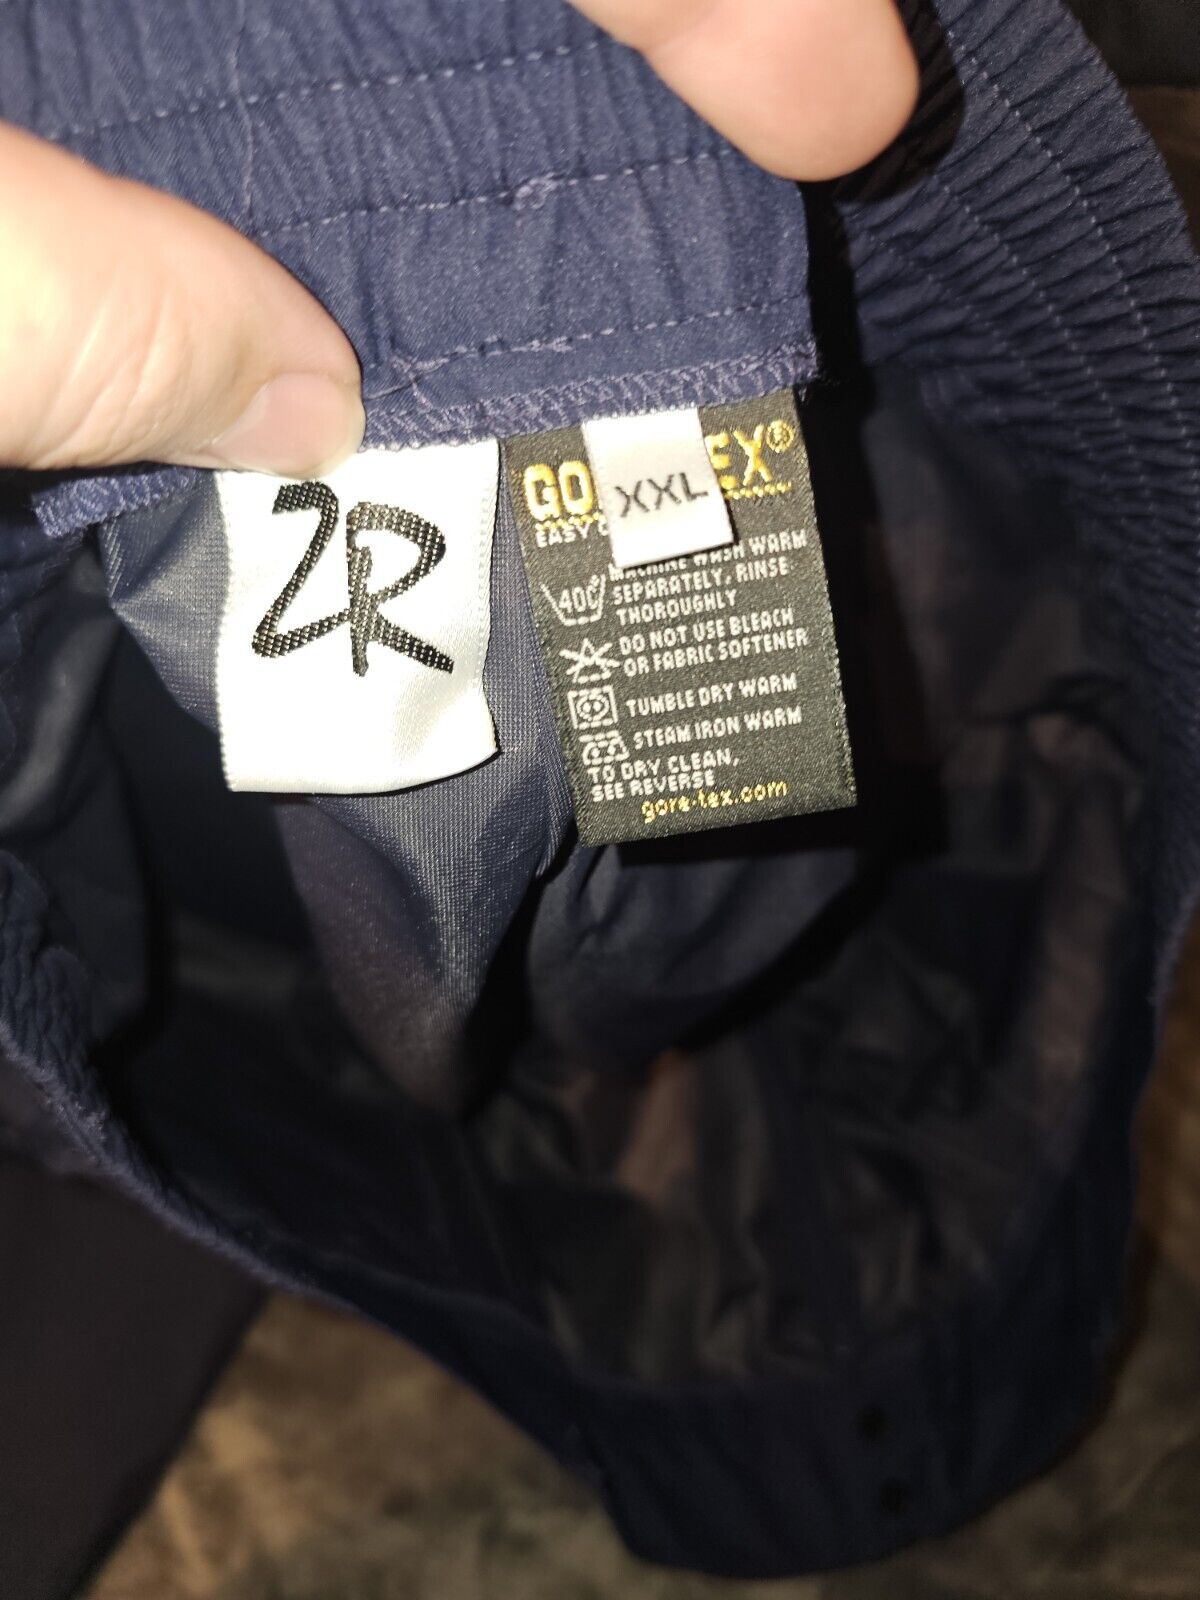 ZR
GO EX®
XXL
EASY C
MACHINE WASH WARM
40C SEPARATELY, RINSE
THOROUGHLY
DO NOT USE BLEACH
OR FABRIC SOFTENER
TUMBLE DRY WARM
STEAM IRON WARM
TO DRY CLEAN,
SEE REVERSE
gore-tex.com